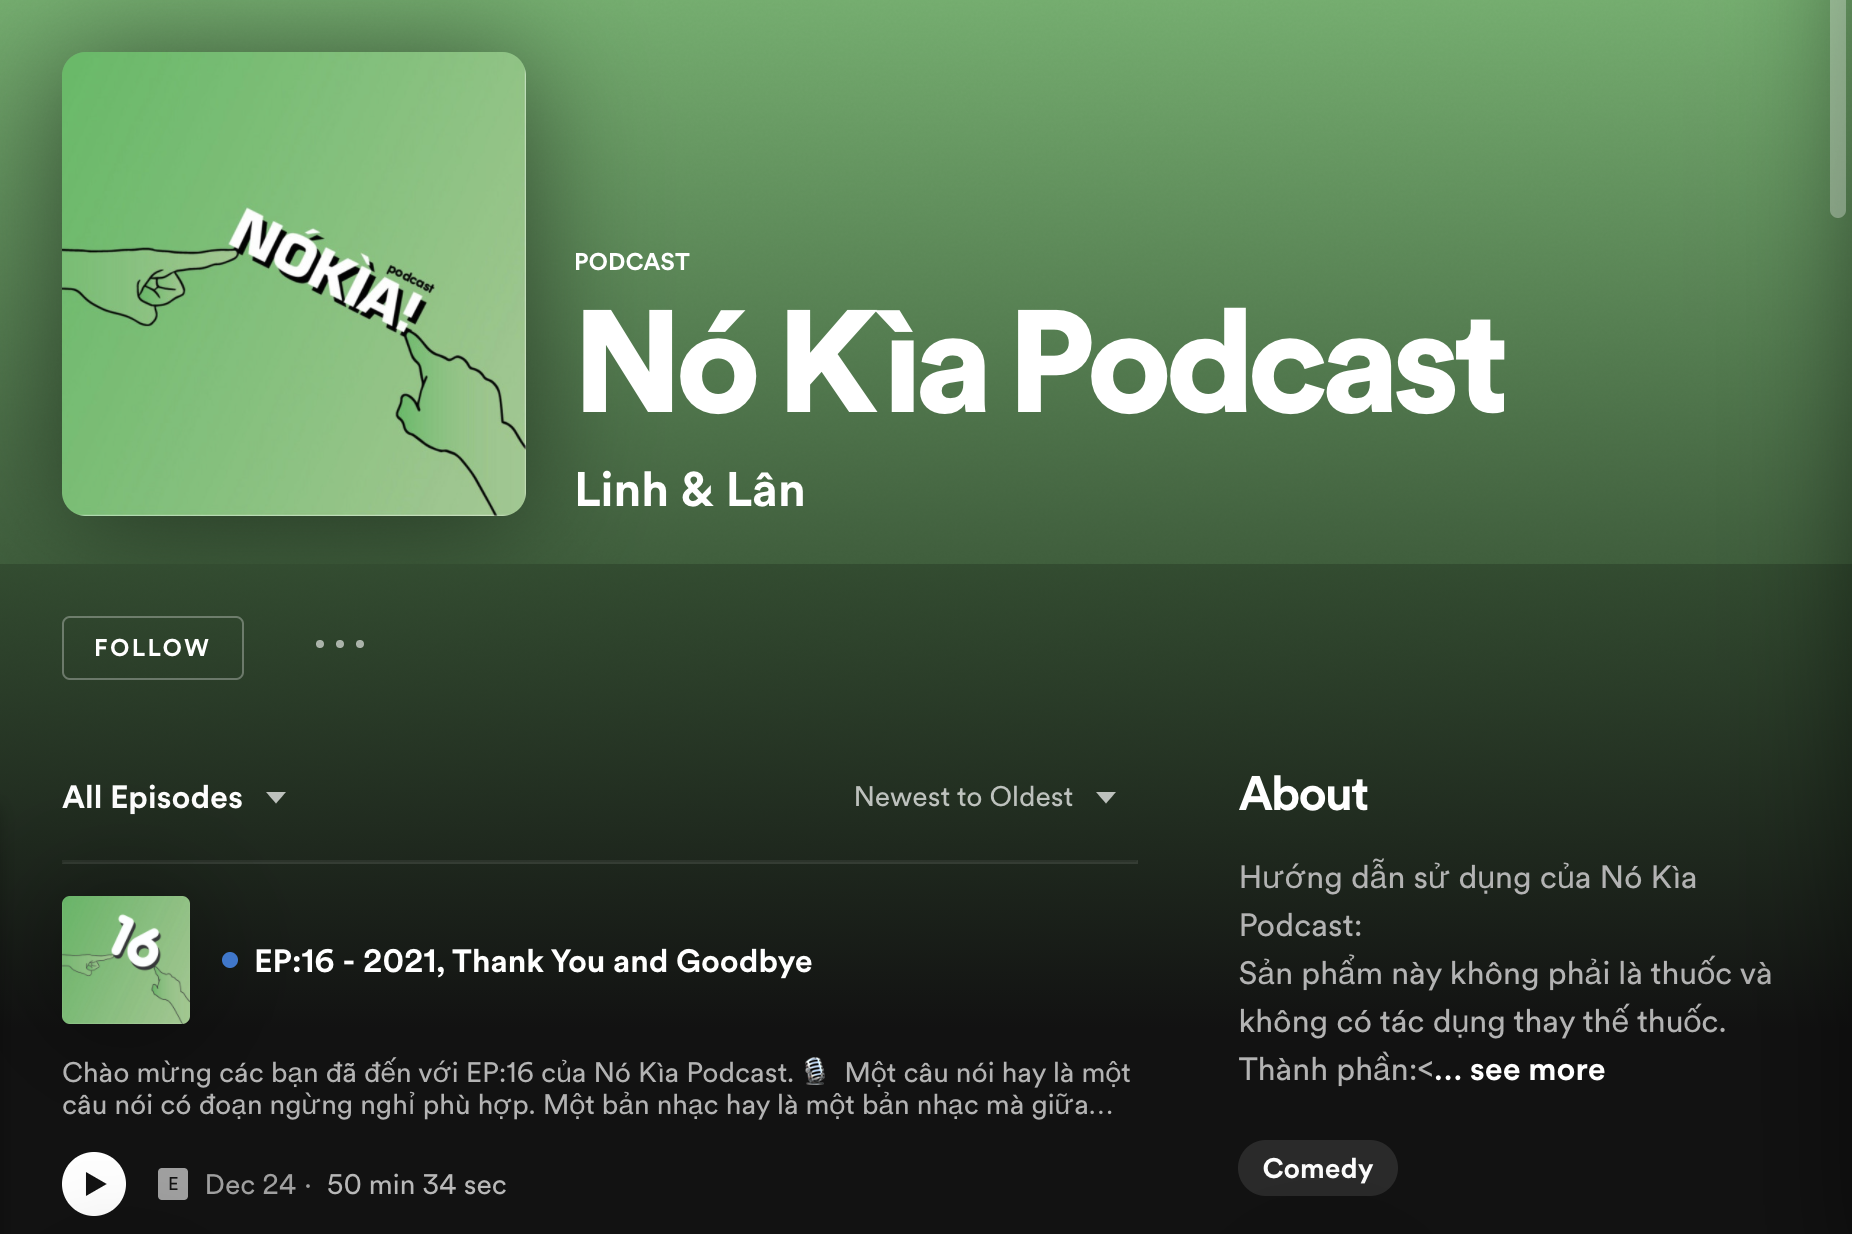 NÓKÌA!
podcast
PODCAST
Nó Kìa Podcast
Linh & Lân
FOLLOW
All Episodes
Newest to Oldest
16
EP:16 - 2021, Thank You and Goodbye
Chào mừng các bạn đã đến với EP:16 của Nó Kìa Podcast. 🎙 Một câu nói hay là một
câu nói có đoạn ngừng nghỉ phù hợp. Một bản nhạc hay là một bản nhạc mà giữa...
E Dec 24 · 50 min 34 sec
About
Hướng dẫn sử dụng của Nó Kìa
Podcast:
Sản phẩm này không phải là thuốc và
không có tác dụng thay thế thuốc.
Thành phần:<... see more
Comedy